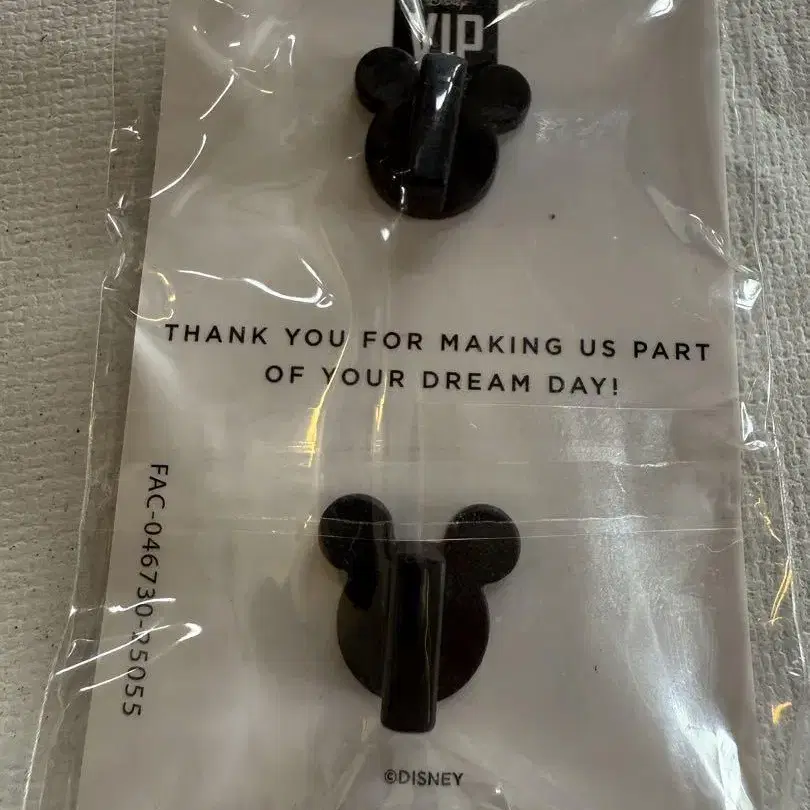 VIP
THANK YOU FOR MAKING US PART
OF YOUR DREAM DAY!
FAC-046730-25055
©DISNEY